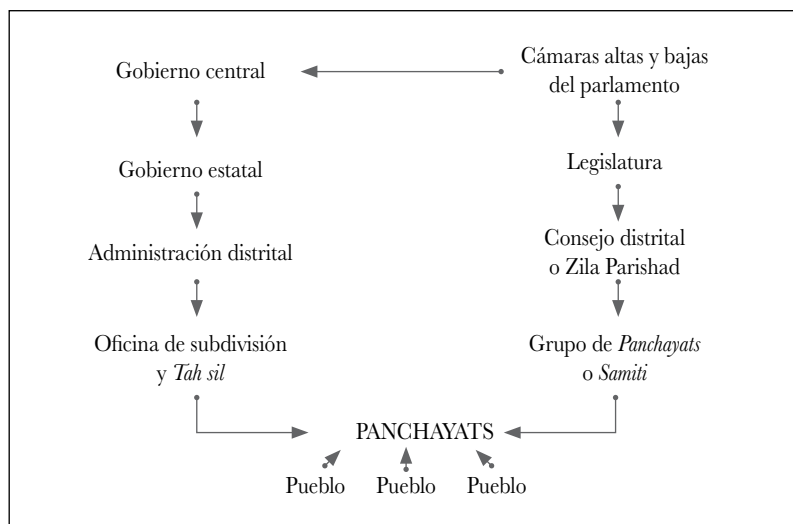 Gobierno central
Cámaras altas y bajas
del parlamento
Gobierno estatal
Legislatura
Administración distrital
Consejo distrital
o Zila Parishad
Oficina de subdivisión
y Tah sil
Grupo de Panchayats
o Samiti
PANCHAYATS
Pueblo Pueblo Pueblo